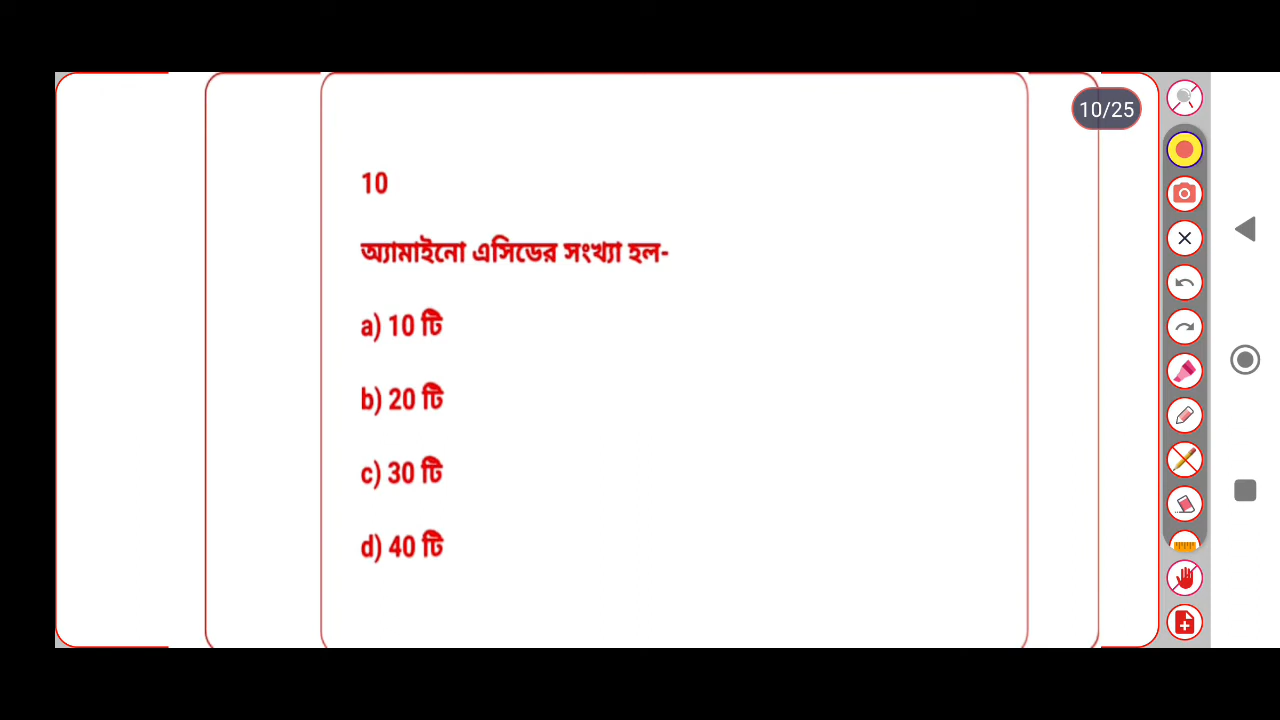 10/25
10
অ্যামাইনো এসিডের সংখ্যা হল-
a) 10 টি
b) 20 টি
c) 30 টি
d) 40 টি